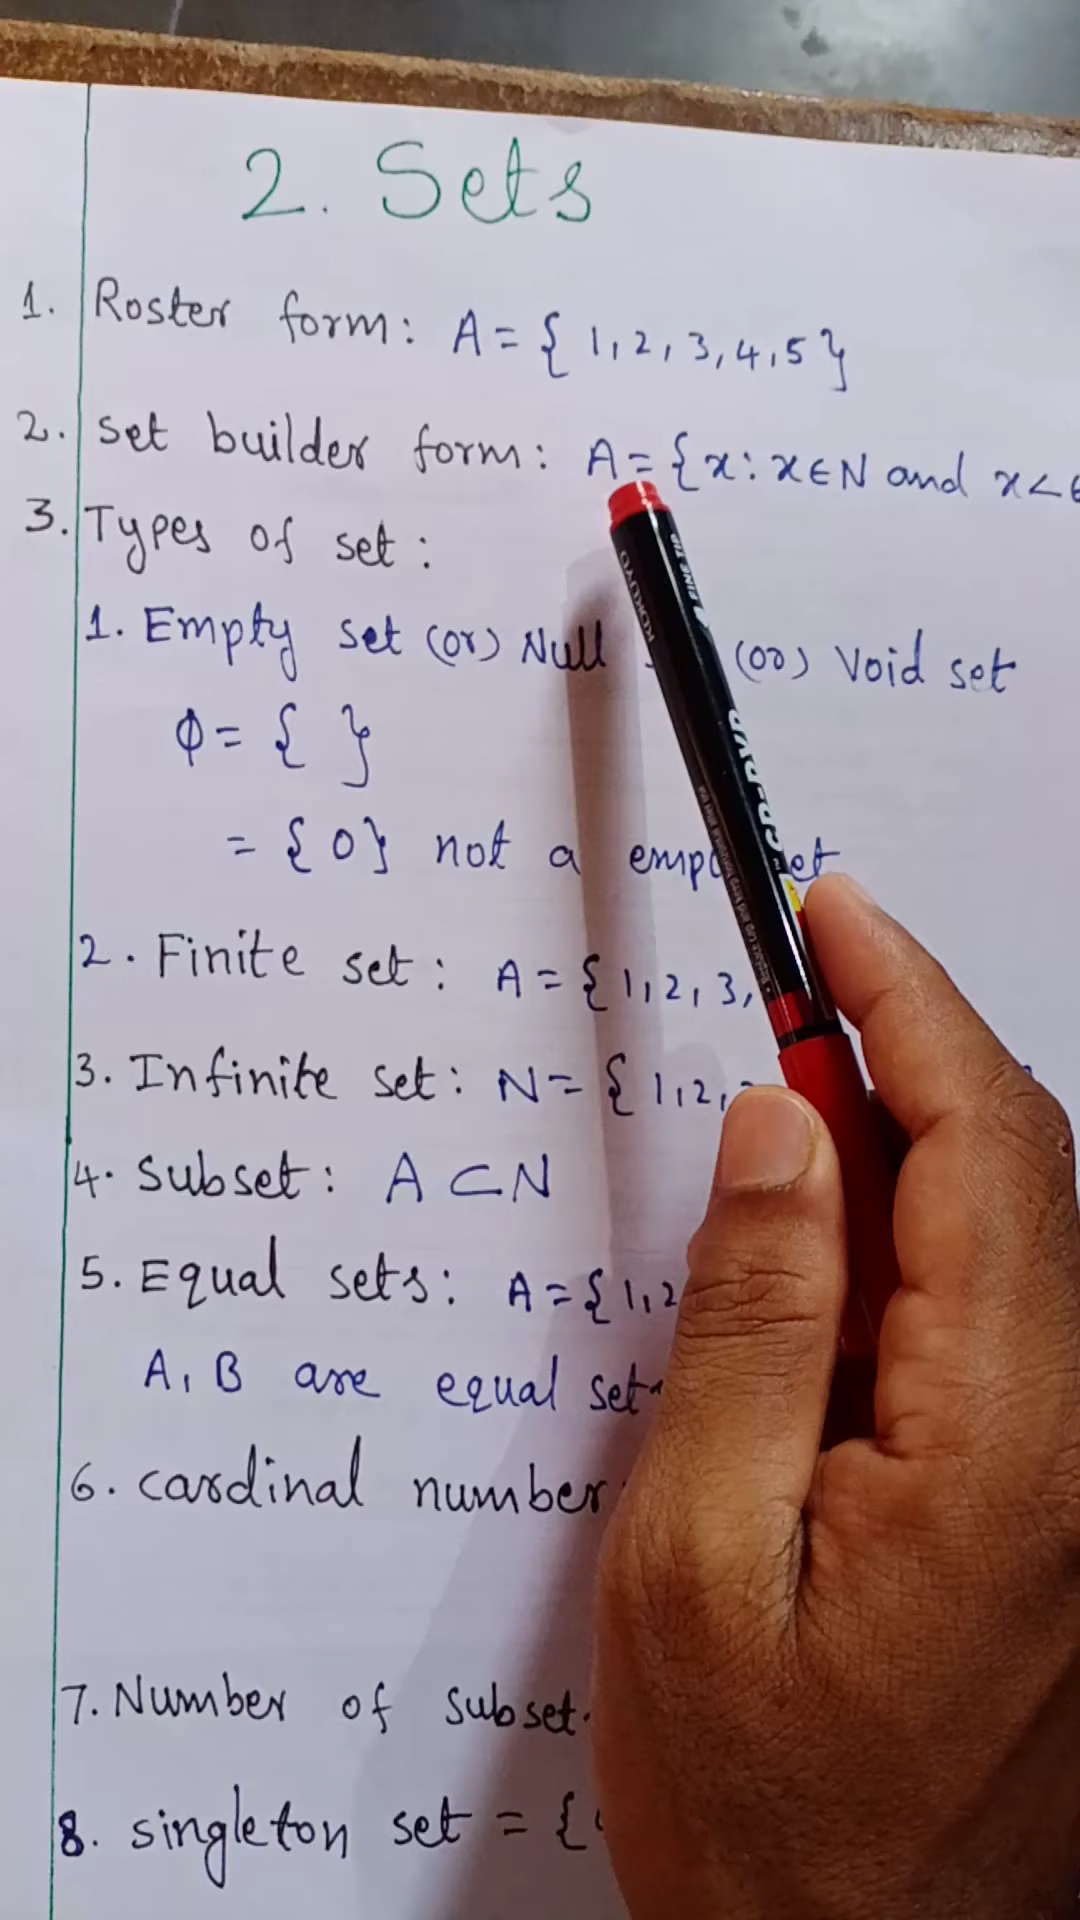 2. Sets
1. Roster form: A = { 1, 2, 3, 4, 5 }
2. Set builder form: A = {x : x ∈ N and x <
3. Types of set :
1. Empty set (or) Null (or) Void set
ϕ = { }
= { 0 } not a
2. Finite set : A = { 1, 2, 3,
3. Infinite set : N = { 1, 2,
4. Subset : A ⊂ N
5. Equal sets : A = { 1, 2
A, B are equal
6. cardinal number
7. Number of subset
8. singleton set = {
KOKUYO